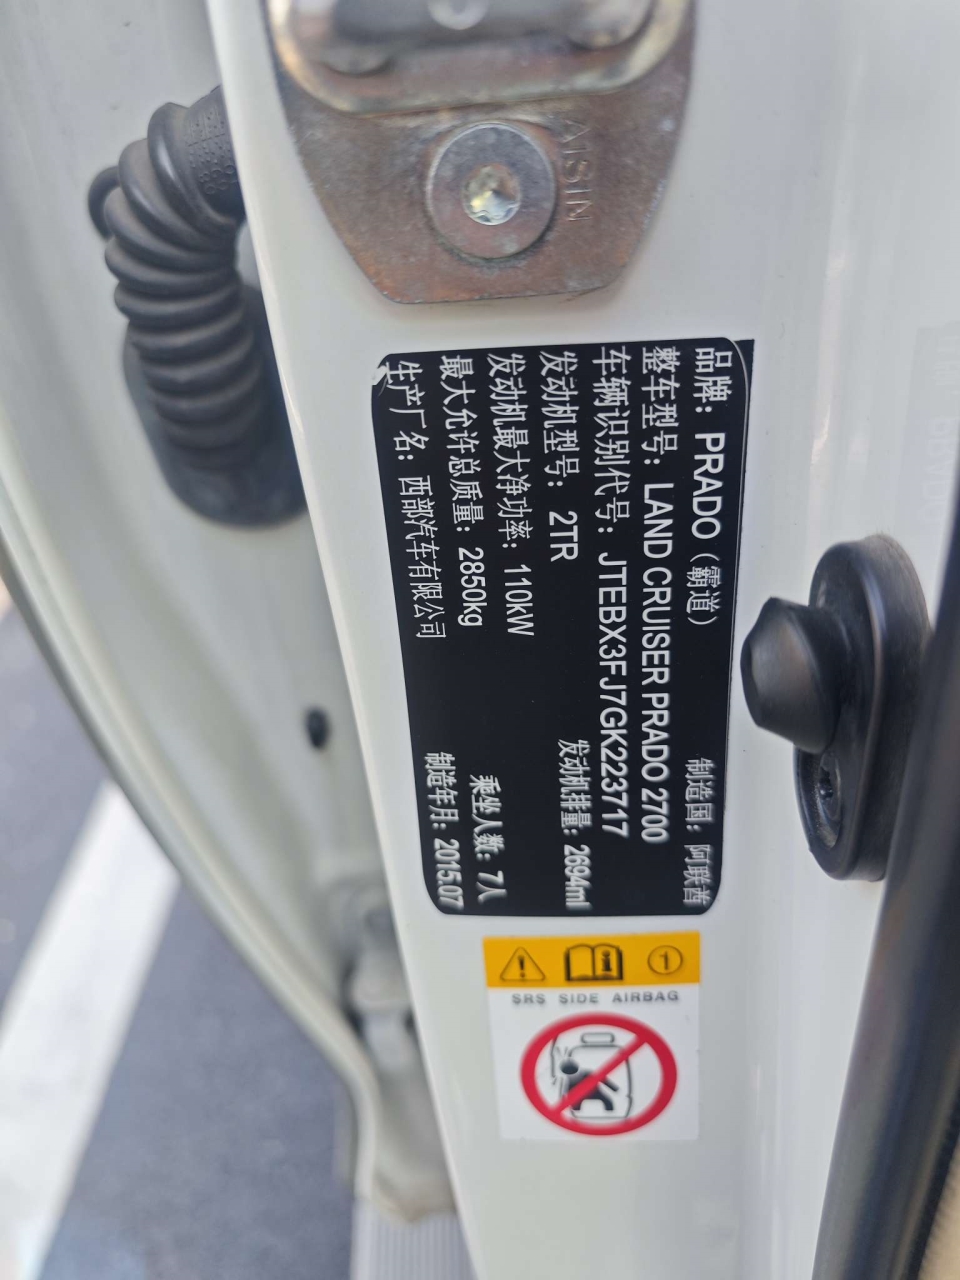 AISIN
品牌：PRADO（霸道） 制造国：阿联酋
整车型号：LAND CRUISER PRADO 2700
车辆识别代号：JTEBX3FJ7GK223717
发动机型号：2TR 发动机排量：2694ml
发动机最大净功率：110kW
最大允许总质量：2850kg 乘坐人数：7人
生产厂名：西部汽车有限公司 制造年月：2015.07
1
SRS SIDE AIRBAG